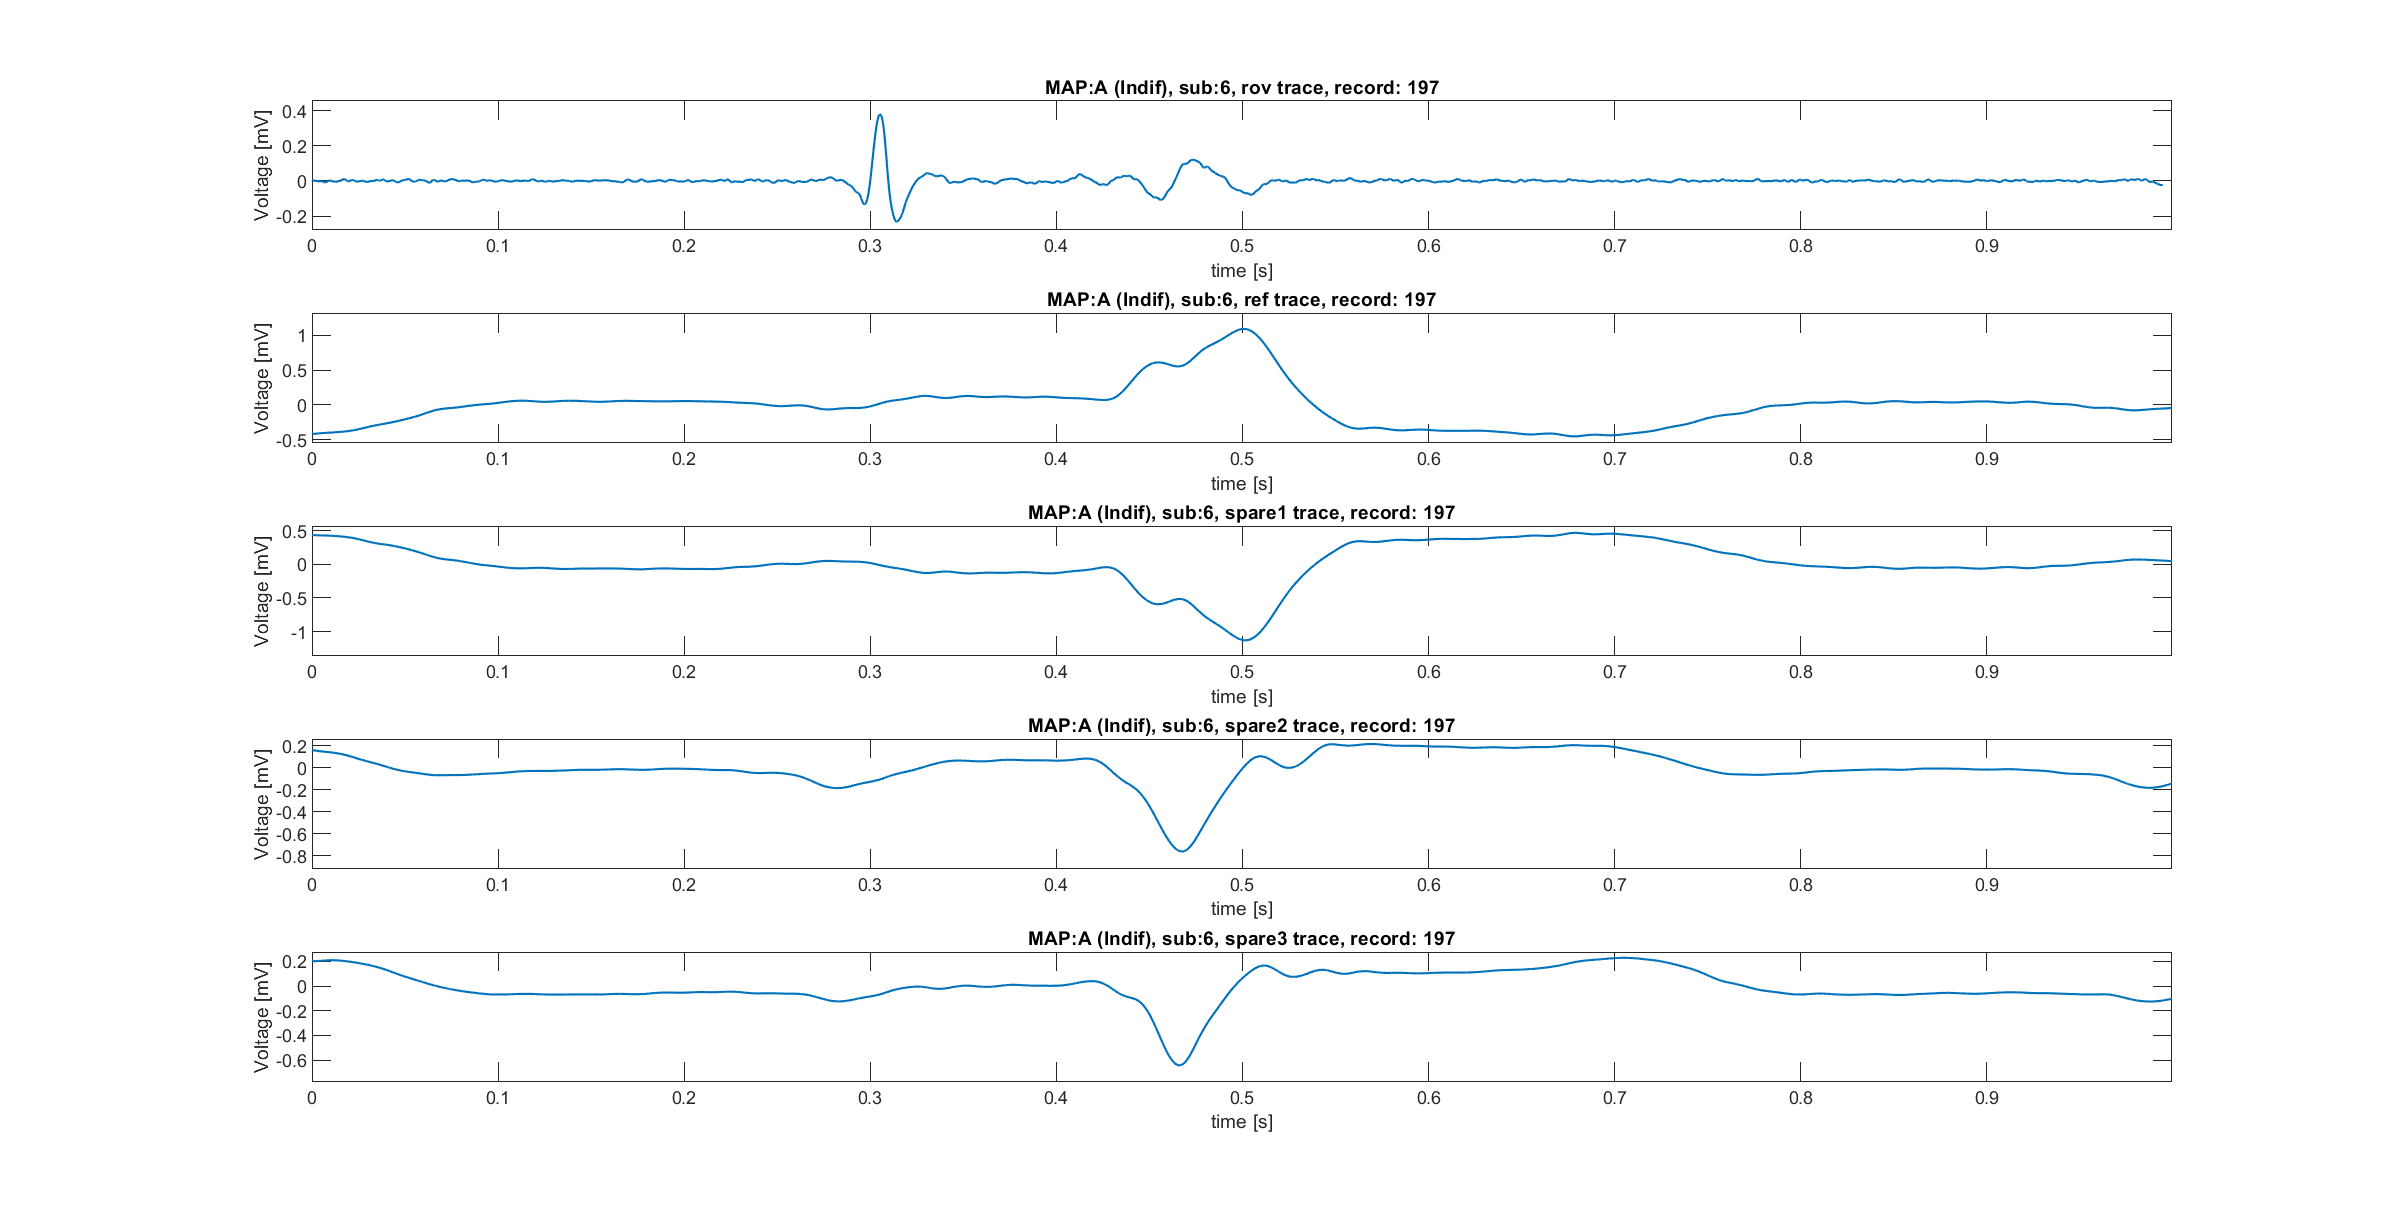 MAP:A (Indif), sub:6, rov trace, record: 197
Voltage [mV]
0.4
0.2
0
-0.2
0 0.1 0.2 0.3 0.4 0.5 0.6 0.7 0.8 0.9
time [s]
MAP:A (Indif), sub:6, ref trace, record: 197
Voltage [mV]
1
0.5
0
-0.5
0 0.1 0.2 0.3 0.4 0.5 0.6 0.7 0.8 0.9
time [s]
MAP:A (Indif), sub:6, spare1 trace, record: 197
Voltage [mV]
0.5
0
-0.5
-1
0 0.1 0.2 0.3 0.4 0.5 0.6 0.7 0.8 0.9
time [s]
MAP:A (Indif), sub:6, spare2 trace, record: 197
Voltage [mV]
0.2
0
-0.2
-0.4
-0.6
-0.8
0 0.1 0.2 0.3 0.4 0.5 0.6 0.7 0.8 0.9
time [s]
MAP:A (Indif), sub:6, spare3 trace, record: 197
Voltage [mV]
0.2
0
-0.2
-0.4
-0.6
0 0.1 0.2 0.3 0.4 0.5 0.6 0.7 0.8 0.9
time [s]